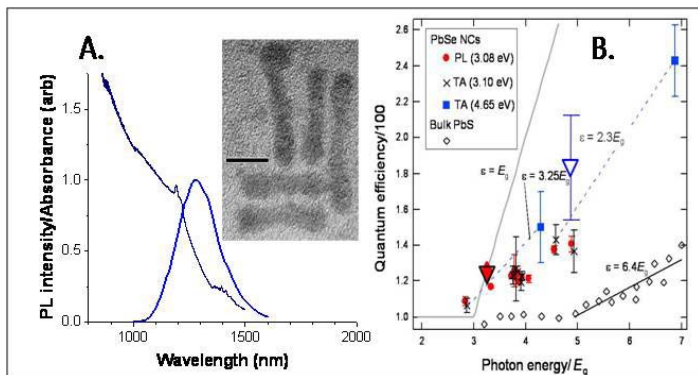 A.
PL intensity/Absorbance (arb)
1.5
1.0
0.5
0.0
1000
1500
2000
Wavelength (nm)
B.
Quantum efficiency/100
2.6
2.4
2.2
2.0
1.8
1.6
1.4
1.2
1.0
PbSe NCs
PL (3.08 eV)
TA (3.10 eV)
TA (4.65 eV)
Bulk PbS
ε = Eg
ε = 3.25Eg
ε = 2.3Eg
ε = 6.4Eg
2
3
4
5
6
7
Photon energy/Eg